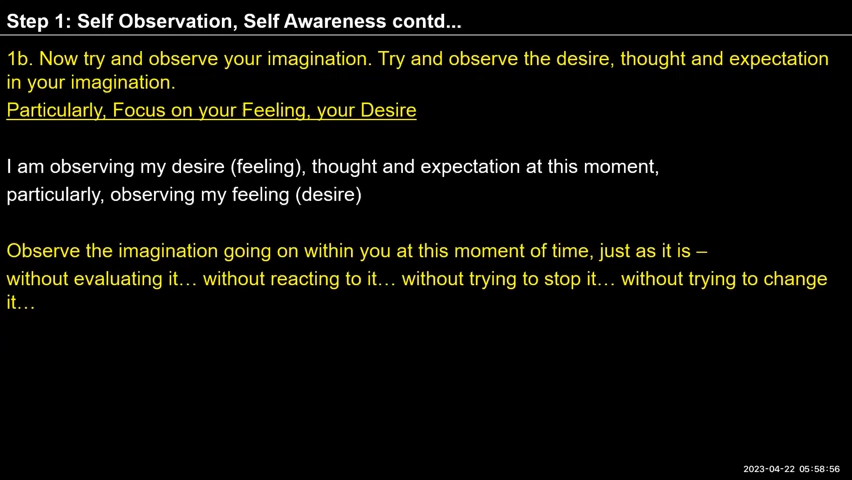 Step 1: Self Observation, Self Awareness contd...
1b. Now try and observe your imagination. Try and observe the desire, thought and expectation
in your imagination.
Particularly, Focus on your Feeling, your Desire
I am observing my desire (feeling), thought and expectation at this moment,
particularly, observing my feeling (desire)
Observe the imagination going on within you at this moment of time, just as it is –
without evaluating it… without reacting to it… without trying to stop it… without trying to change
it…
2023-04-22 05:58:56